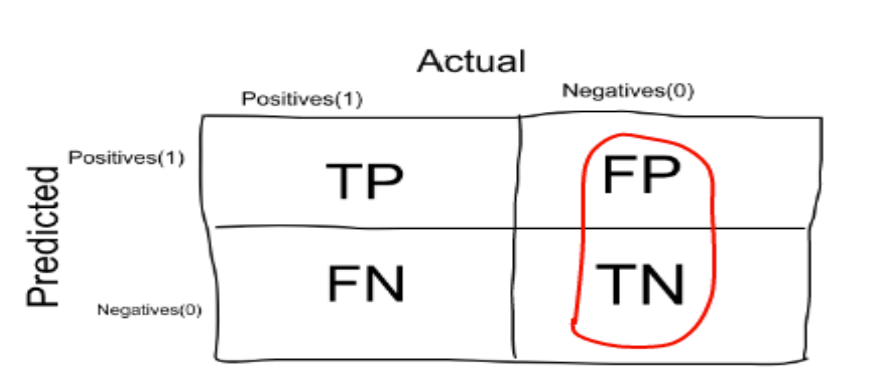 Actual
Positives(1) Negatives(0)
Predicted
Positives(1) TP FP
Negatives(0) FN TN